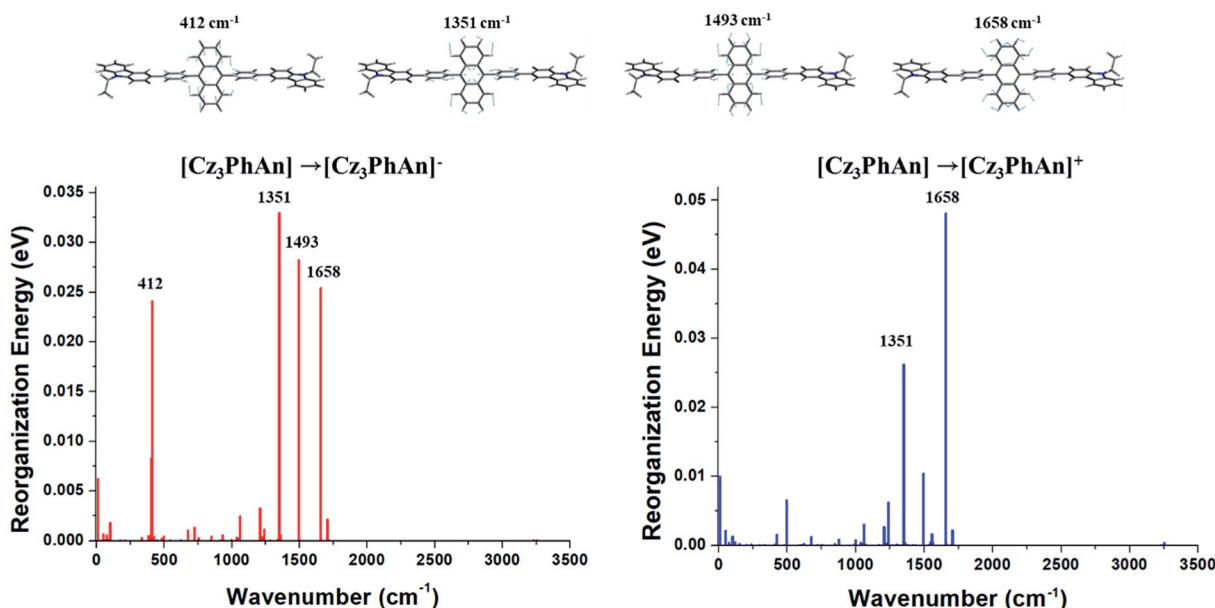 412 cm⁻¹
1351 cm⁻¹
1493 cm⁻¹
1658 cm⁻¹
[Cz₃PhAn] →[Cz₃PhAn]⁻
0.035
0.030
0.025
0.020
0.015
0.010
0.005
0.000
Reorganization Energy (eV)
412
1351
1493
1658
0 500 1000 1500 2000 2500 3000 3500
Wavenumber (cm⁻¹)
[Cz₃PhAn] →[Cz₃PhAn]⁺
0.05
0.04
0.03
0.02
0.01
0.00
Reorganization Energy (eV)
1351
1658
0 500 1000 1500 2000 2500 3000 3500
Wavenumber (cm⁻¹)